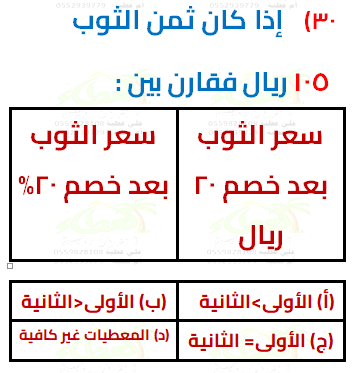 ٣٠) إذا كان ثمن الثوب
١٠٥ ريال فقارن بين :
سعر الثوب
بعد خصم ٢٠
ريال
سعر الثوب
بعد خصم ٢٠%
(أ) الأولى>الثانية
(ب) الأولى<الثانية
(ج) الأولى= الثانية
(د) المعطيات غير كافية